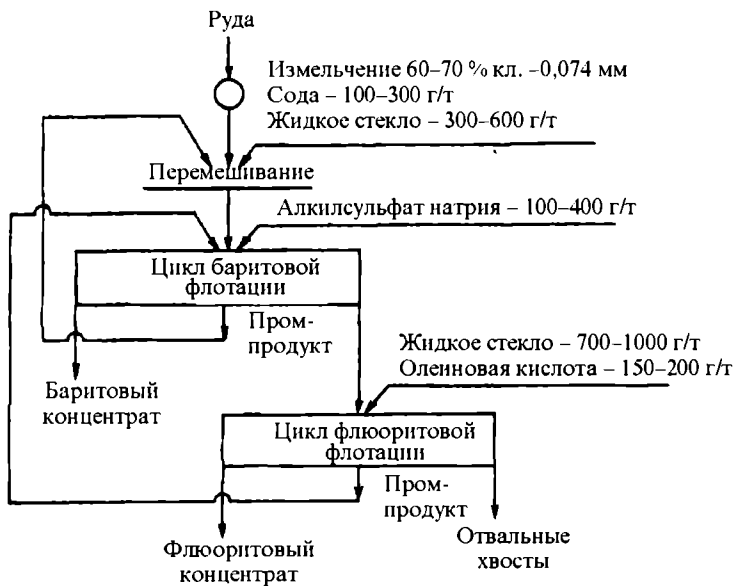 Руда
Измельчение 60–70 % кл. -0,074 мм
Сода – 100–300 г/т
Жидкое стекло – 300–600 г/т
Перемешивание
Алкилсульфат натрия – 100–400 г/т
Цикл баритовой
флотации
Пром-
продукт
Баритовый
концентрат
Жидкое стекло – 700–1000 г/т
Олеиновая кислота – 150–200 г/т
Цикл флюоритовой
флотации
Пром-
продукт
Флюоритовый
концентрат
Отвальные
хвосты